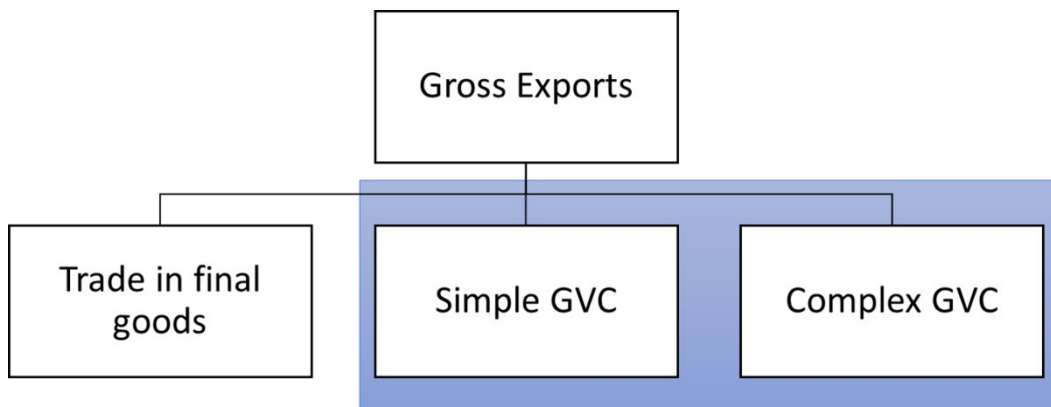 Gross Exports
Trade in final
goods
Simple GVC
Complex GVC